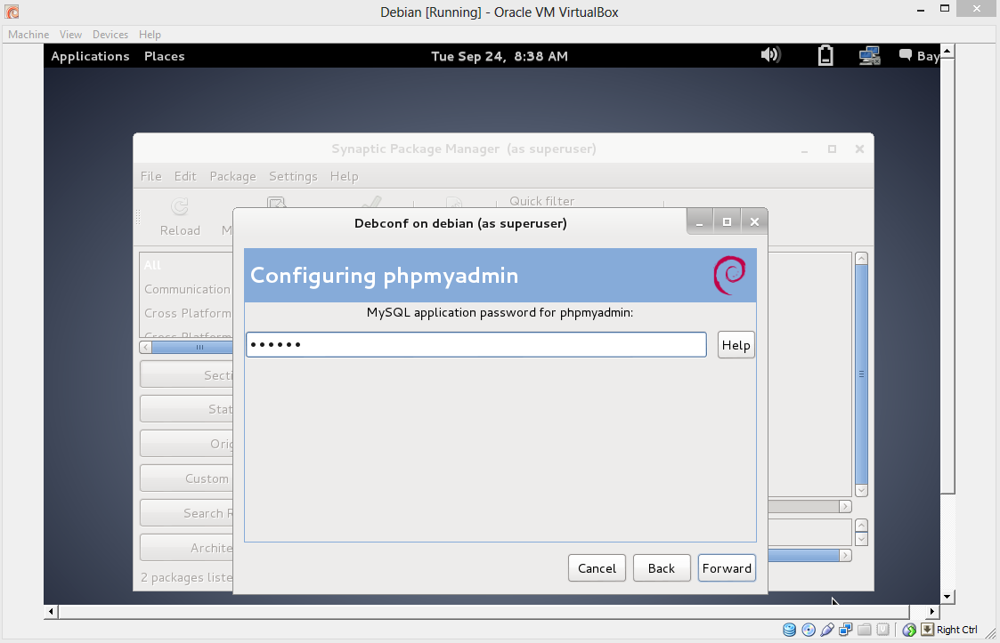 Debian [Running] - Oracle VM VirtualBox
Machine View Devices Help
Applications Places Tue Sep 24, 8:38 AM Bay
Synaptic Package Manager (as superuser)
File Edit Package Settings Help
Quick filter
Reload M
Debconf on debian (as superuser)
Configuring phpmyadmin
MySQL application password for phpmyadmin:
••••••
Help
All
Communication
Cross Platform
Cross Platform
Secti
Stat
Orig
Custom
Search R
Archite
2 packages liste
Cancel Back Forward
Right Ctrl